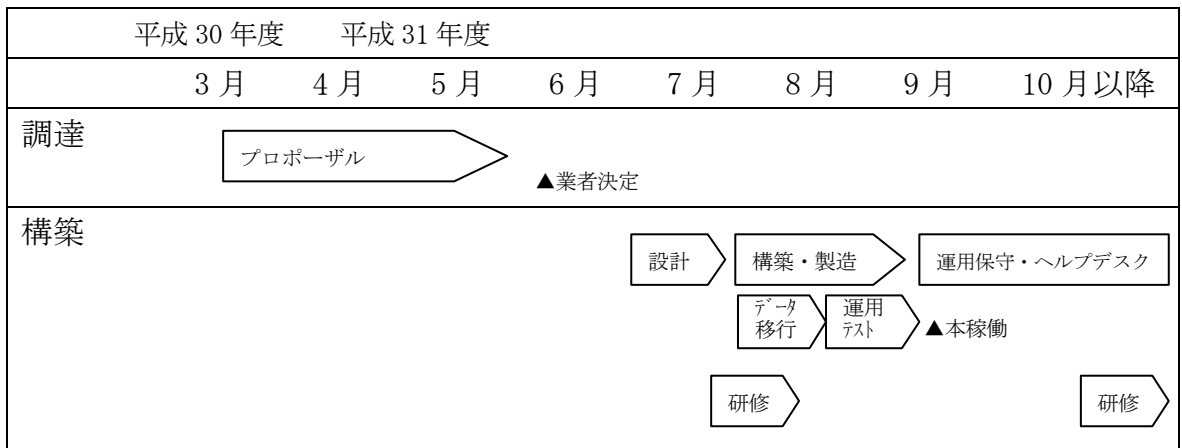 平成 30 年度 平成 31 年度
3 月 4 月 5 月 6 月 7 月 8 月 9 月 10 月以降
調達
プロポーザル
▲業者決定
構築
設計 構築・製造 運用保守・ヘルプデスク
ﾃﾞｰﾀ 運用
移行 ﾃｽﾄ ▲本稼働
研修 研修